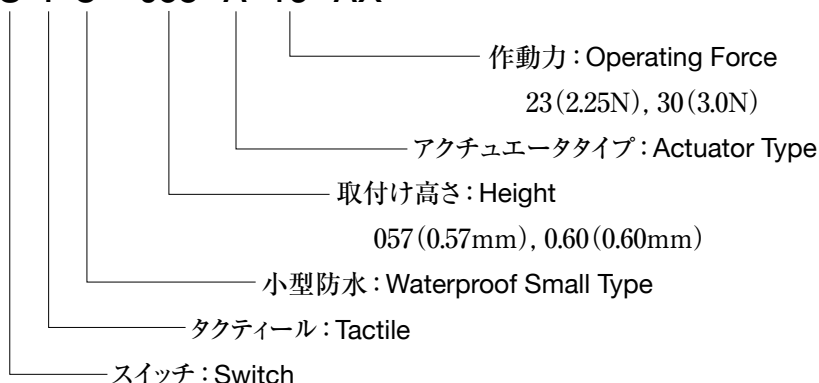 作動力：Operating Force
23(2.25N), 30(3.0N)
アクチュエータタイプ：Actuator Type
取付け高さ：Height
057(0.57mm), 0.60(0.60mm)
小型防水：Waterproof Small Type
タクティール：Tactile
スイッチ：Switch